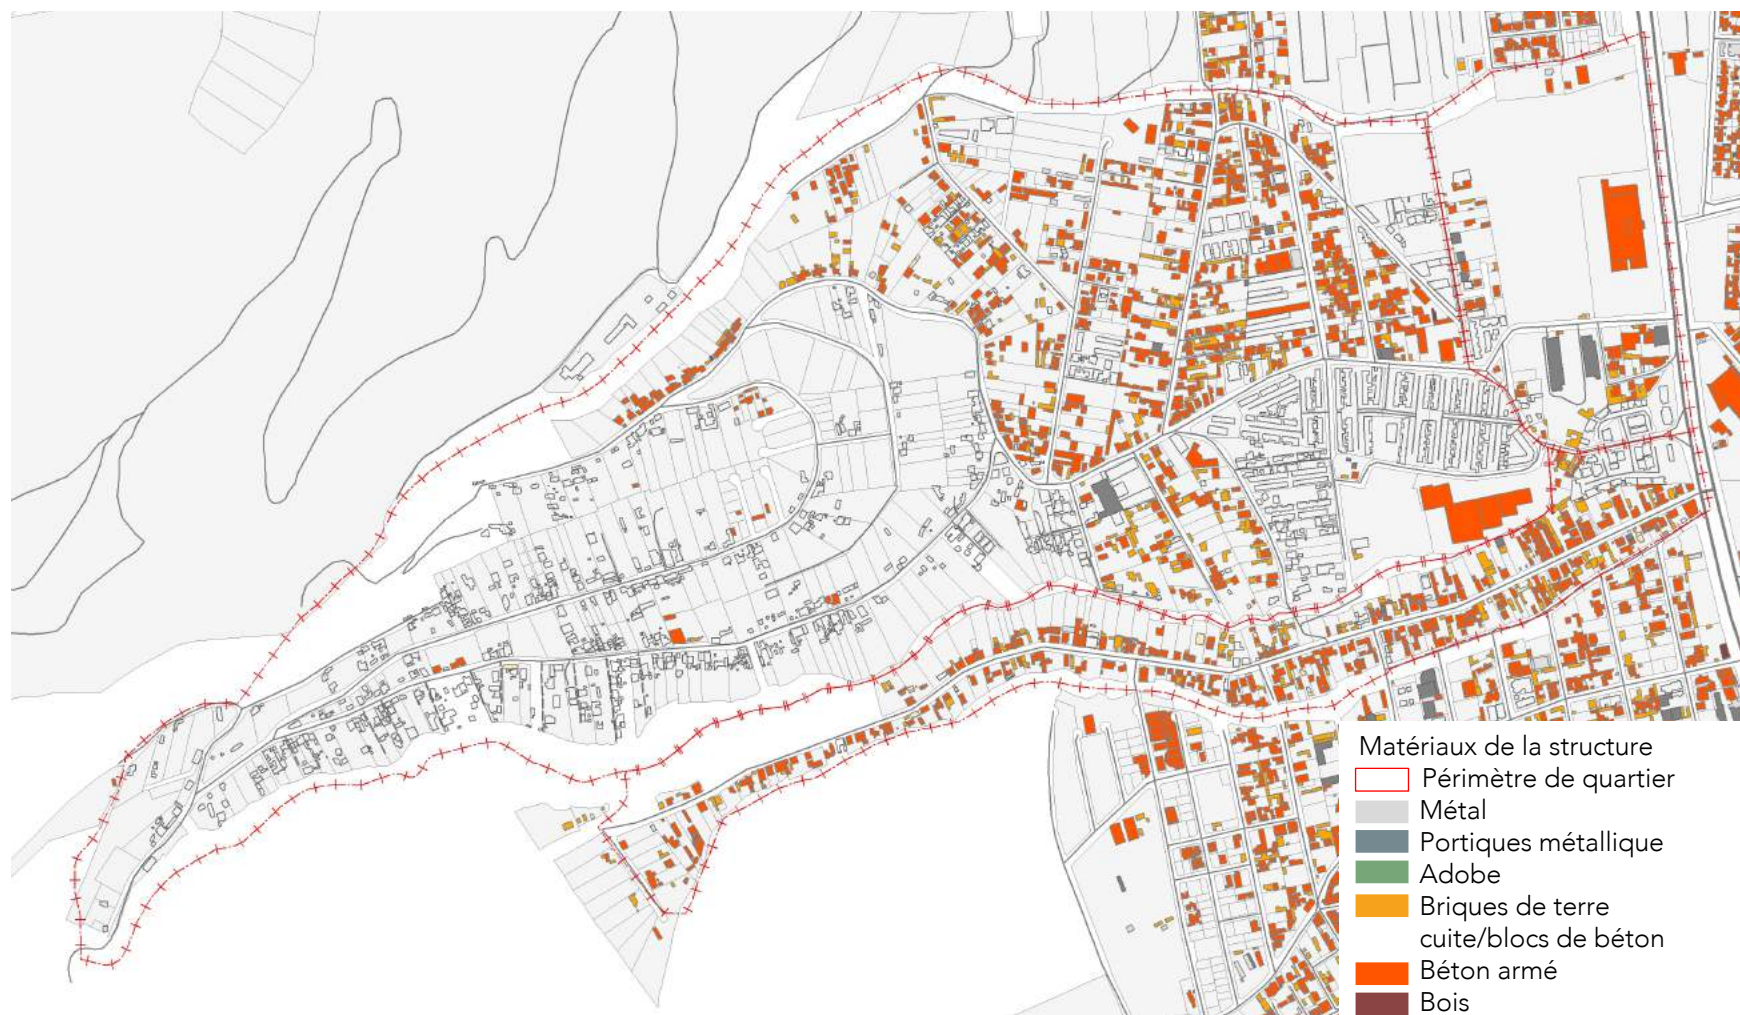 Matériaux de la structure
Périmètre de quartier
Métal
Portiques métallique
Adobe
Briques de terre
cuite/blocs de béton
Béton armé
Bois